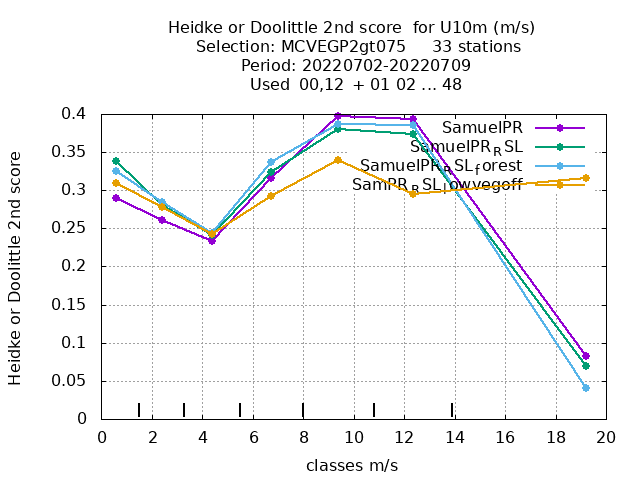 Heidke or Doolittle 2nd score  for U10m (m/s)
Selection: MCVEGP2gt075     33 stations
Period: 20220702-20220709
Used  00,12  + 01 02 ... 48
Heidke or Doolittle 2nd score
0.4
0.35
0.3
0.25
0.2
0.15
0.1
0.05
0
SamuelPR
SamuelPR_RSL
SamuelPR_RSL_forest
SamPR_RSL_lowvegoff
0 2 4 6 8 10 12 14 16 18 20
classes m/s